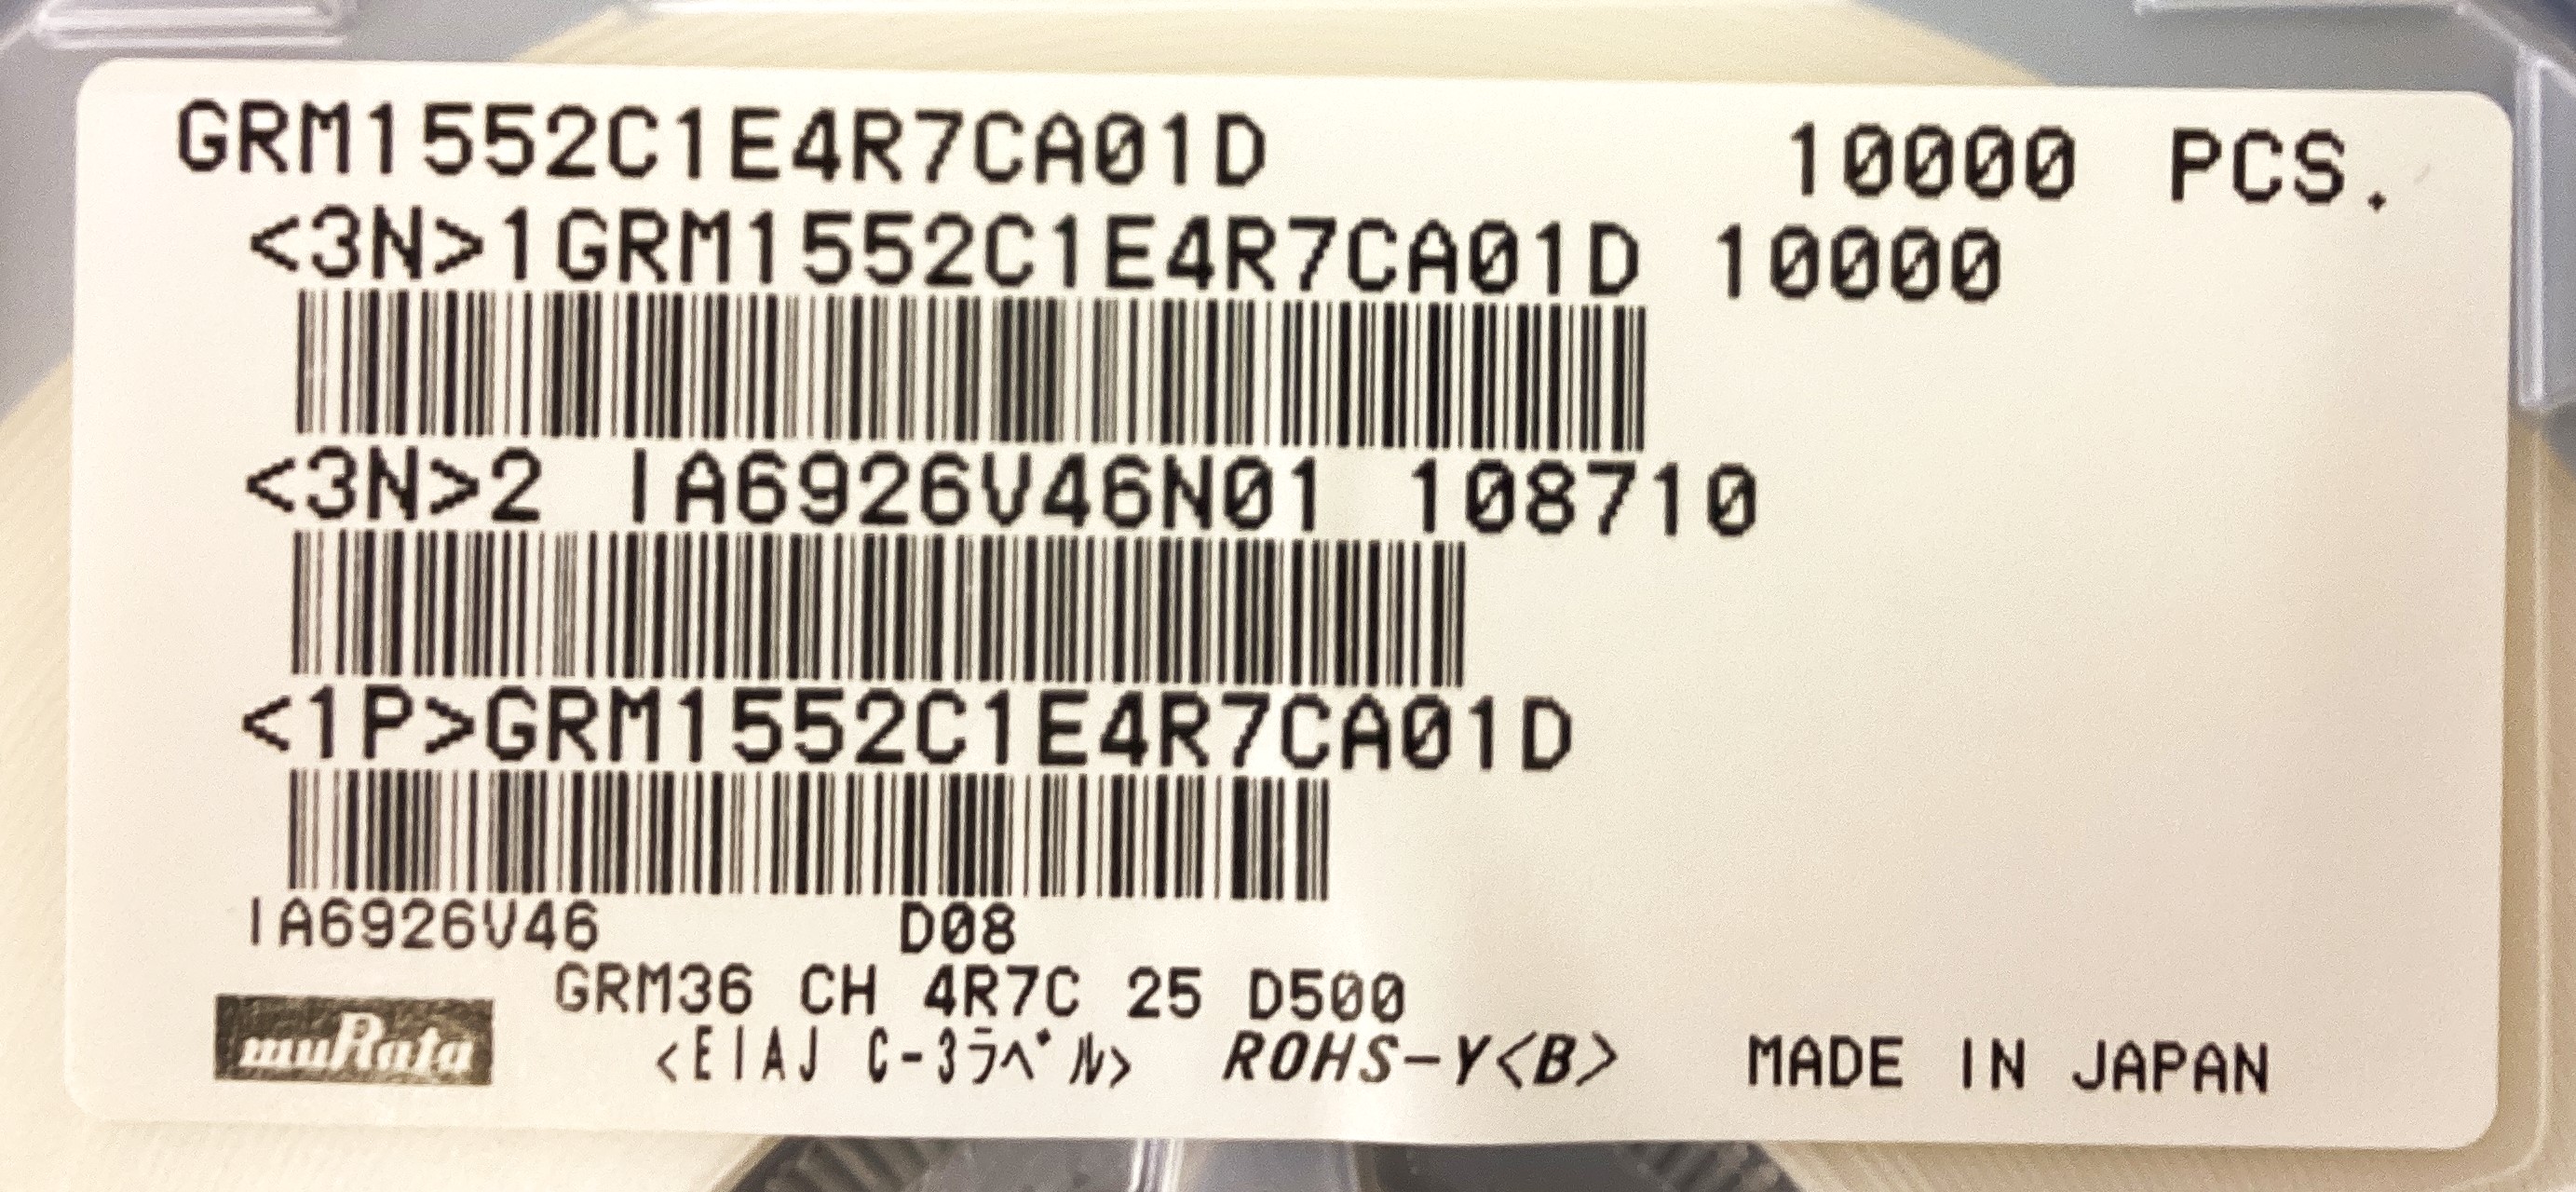 GRM1552C1E4R7CA01D 10000 PCS.
<3N>1GRM1552C1E4R7CA01D 10000
<3N>2 IA6926V46N01 108710
<1P>GRM1552C1E4R7CA01D
IA6926V46 D08
GRM36 CH 4R7C 25 D500
muRata <EIAJ C-3ラベル> ROHS-Y<B> MADE IN JAPAN